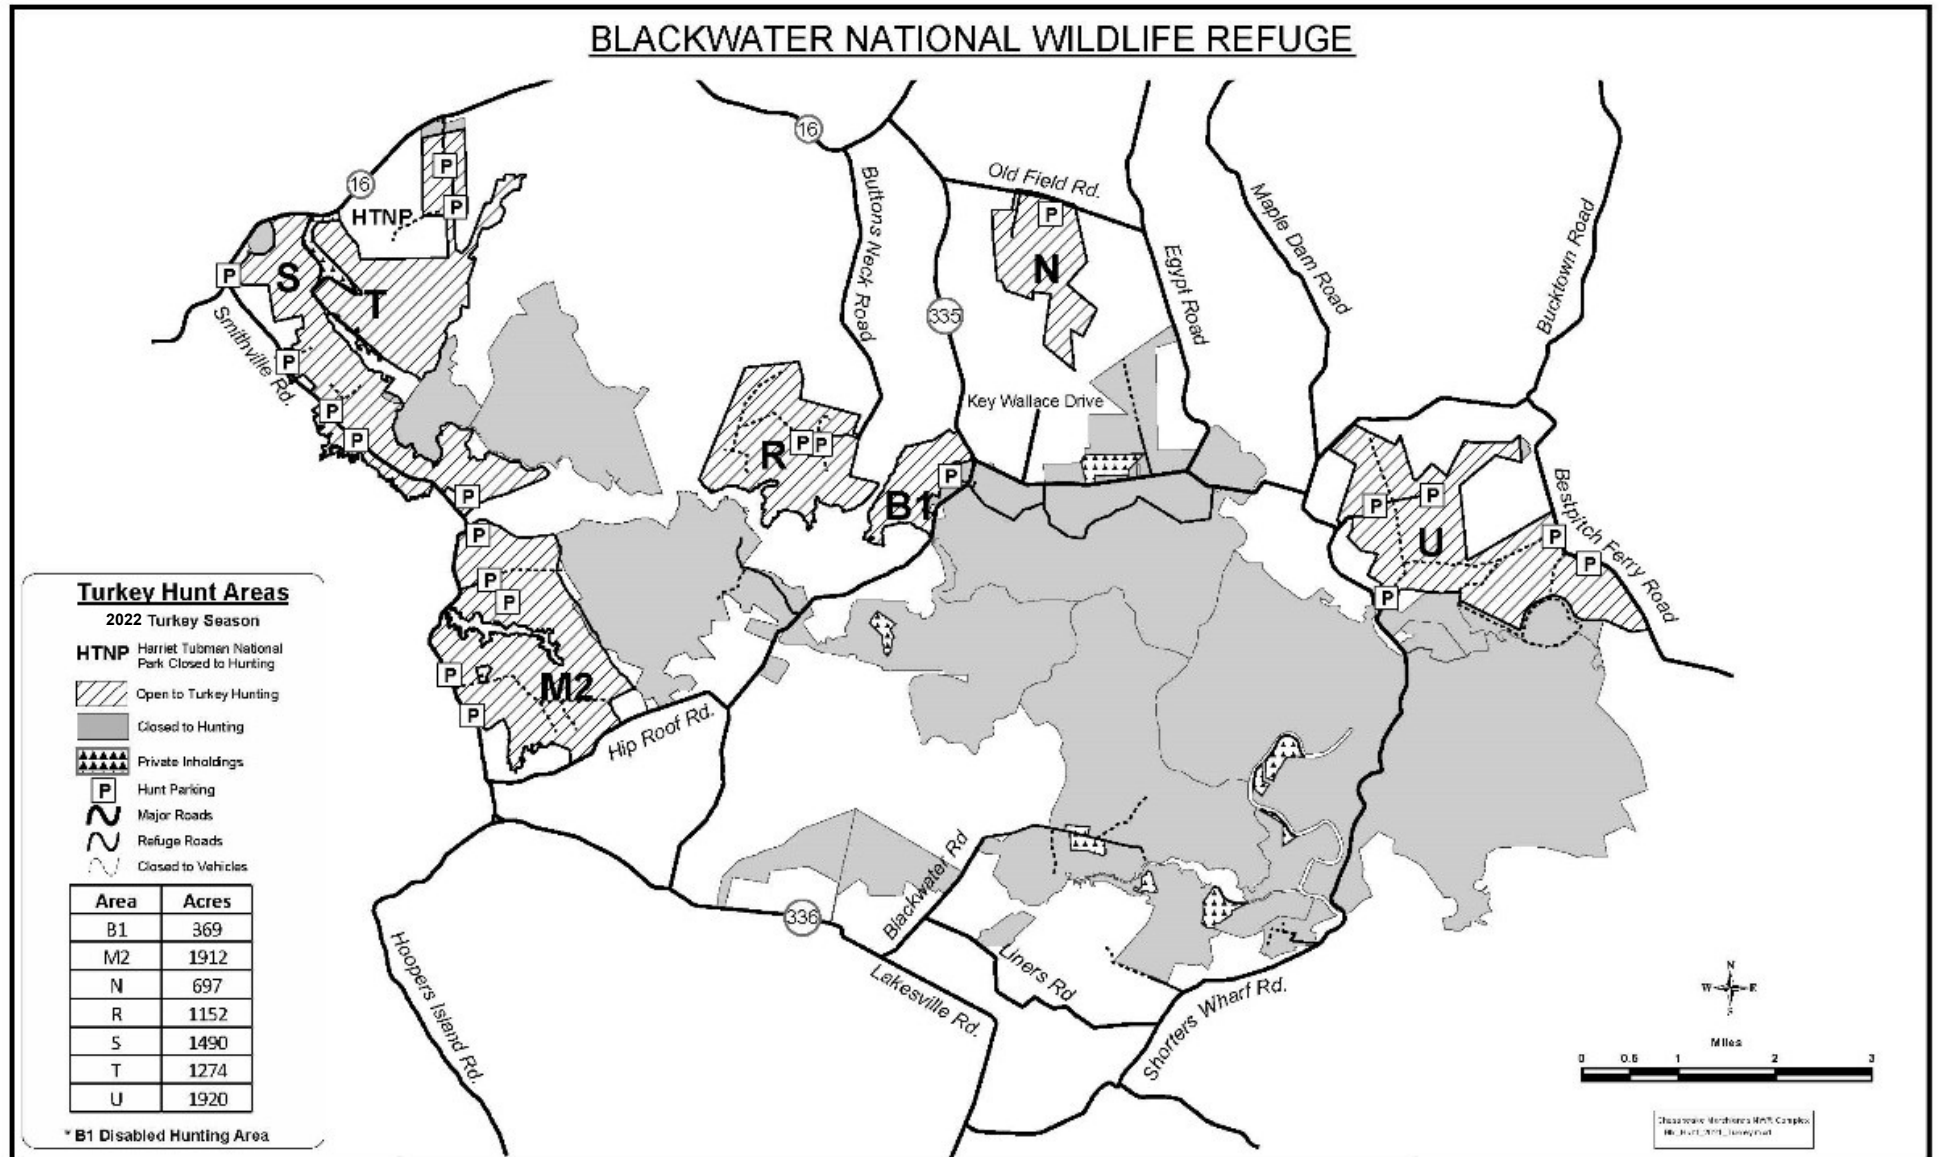 BLACKWATER NATIONAL WILDLIFE REFUGE
16
16
P
P
HTNP
Old Field Rd.
Buttons Neck Road
Maple Dam Road
Bucktown Road
P
P
S
T
N
Egypt Road
335
Smithville Rd.
P
P
P
Key Wallace Drive
R
P
P
B1
P
P
P
P
P
U
P
P
P
Bestpitch Ferry Road
P
P
P
P
M2
Hip Roof Rd.
Turkey Hunt Areas
2022 Turkey Season
HTNP Harriet Tubman National
Park Closed to Hunting
Open to Turkey Hunting
Closed to Hunting
Private Inholdings
P Hunt Parking
Major Roads
Refuge Roads
Closed to Vehicles
Area Acres
B1 369
M2 1912
N 697
R 1152
S 1490
T 1274
U 1920
* B1 Disabled Hunting Area
336
Blackwater Rd
Hoopers Island Rd.
Lakesville Rd.
Liners Rd
Shorters Wharf Rd.
N
W E
S
Miles
0 0.5 1 2 3